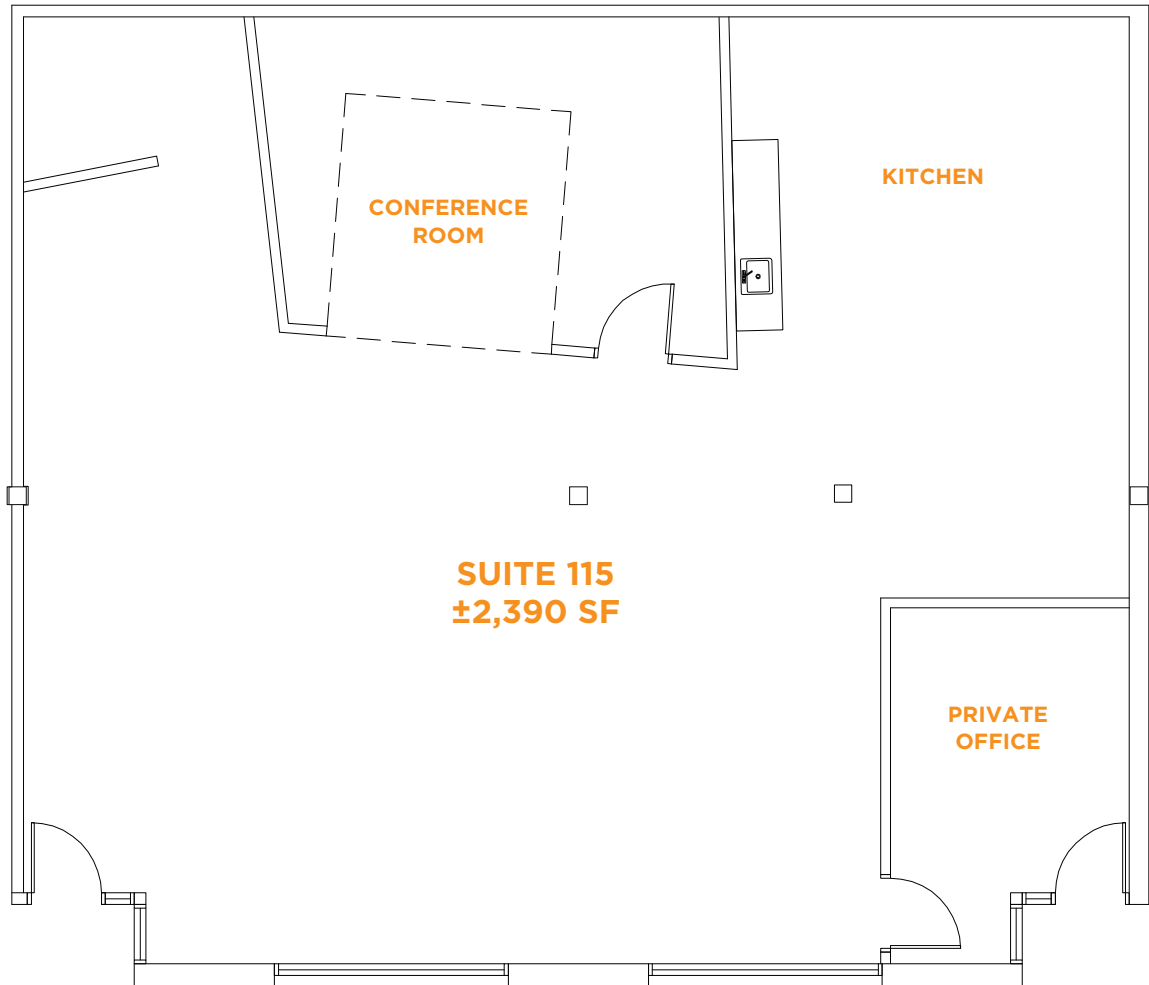 KITCHEN
CONFERENCE
ROOM
SUITE 115
±2,390 SF
PRIVATE
OFFICE